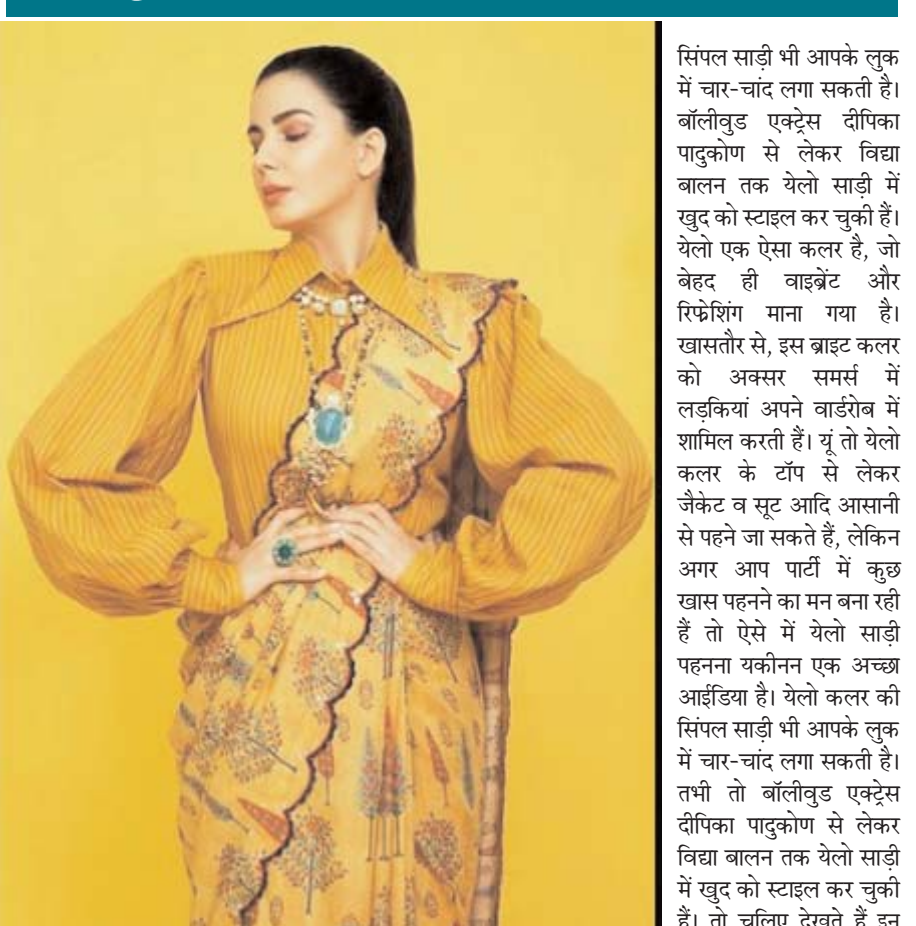 सिंपल साड़ी भी आपके लुक
में चार-चांद लगा सकती है।
बॉलीवुड एक्ट्रेस दीपिका
पादुकोण से लेकर विद्या
बालन तक येलो साड़ी में
खुद को स्टाइल कर चुकी हैं।
येलो एक ऐसा कलर है, जो
बेहद ही वाइब्रेंट और
रिफ्रेशिंग माना गया है।
खासतौर से, इस ब्राइट कलर
को अक्सर समर्स में
लड़कियां अपने वार्डरोब में
शामिल करती हैं। यूं तो येलो
कलर के टॉप से लेकर
जैकेट व सूट आदि आसानी
से पहने जा सकते हैं, लेकिन
अगर आप पार्टी में कुछ
खास पहनने का मन बना रही
हैं तो ऐसे में येलो साड़ी
पहनना यकीनन एक अच्छा
आईडिया है। येलो कलर की
सिंपल साड़ी भी आपके लुक
में चार-चांद लगा सकती है।
तभी तो बॉलीवुड एक्ट्रेस
दीपिका पादुकोण से लेकर
विद्या बालन तक येलो साड़ी
में खुद को स्टाइल कर चुकी
हैं। तो चलिए देखते हैं इन